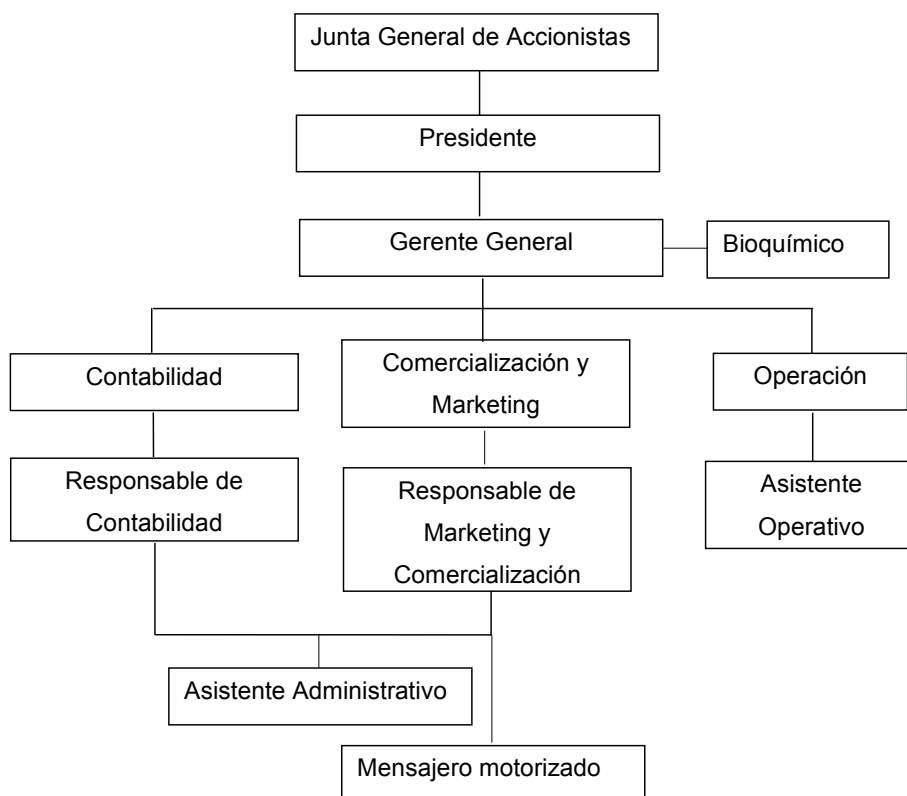 Junta General de Accionistas
Presidente
Gerente General
Bioquímico
Contabilidad
Comercialización y
Marketing
Operación
Responsable de
Contabilidad
Responsable de
Marketing y
Comercialización
Asistente
Operativo
Asistente Administrativo
Mensajero motorizado